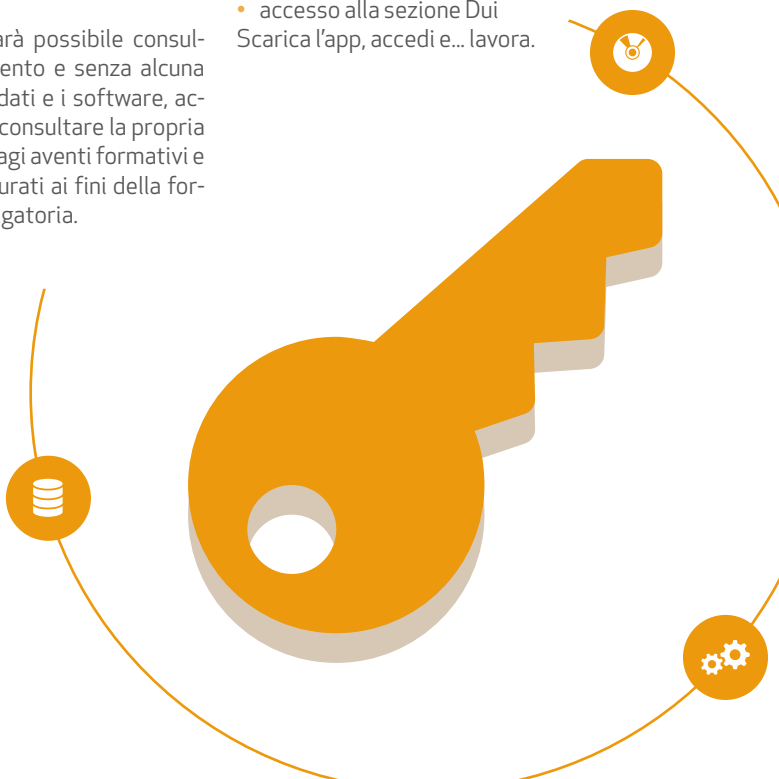 arà possibile consul-
ento e senza alcuna
dati e i software, ac-
consultare la propria
agi aventi formativi e
urati ai fini della for-
gatoria.
• accesso alla sezione Dui
Scarica l'app, accedi e... lavora.